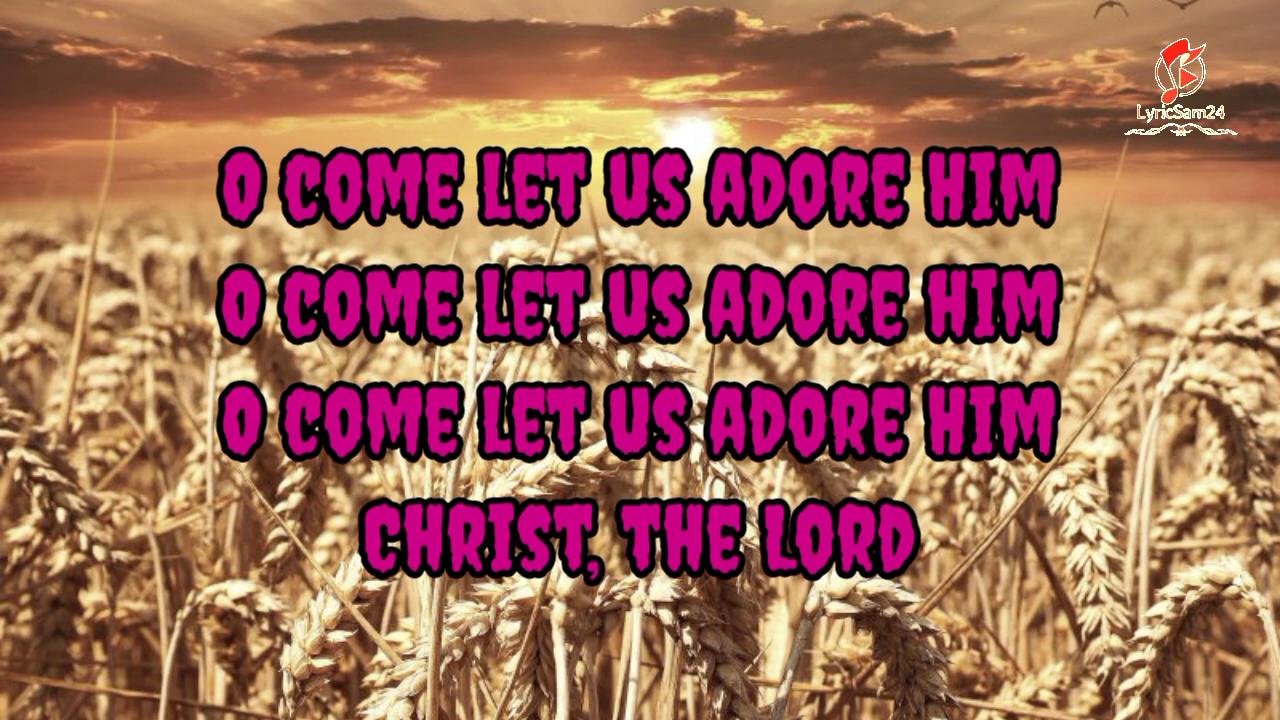 LyricSam24
O COME LET US ADORE HIM
O COME LET US ADORE HIM
O COME LET US ADORE HIM
CHRIST, THE LORD